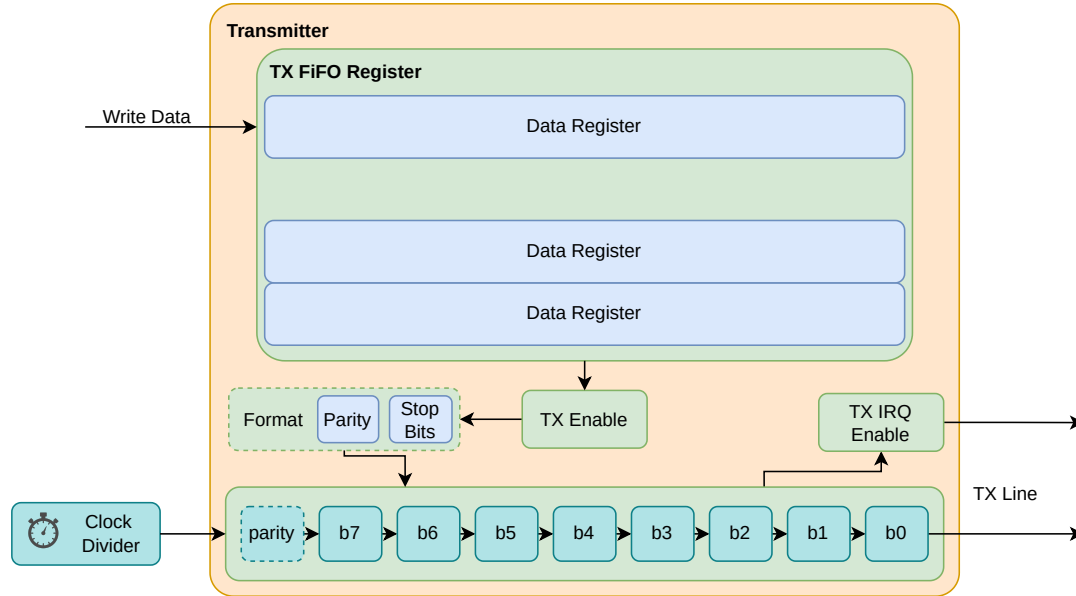 Transmitter
TX FiFO Register
Write Data
Data Register
Data Register
Data Register
Format
Parity
Stop
Bits
TX Enable
TX IRQ
Enable
TX Line
Clock
Divider
parity
b7
b6
b5
b4
b3
b2
b1
b0